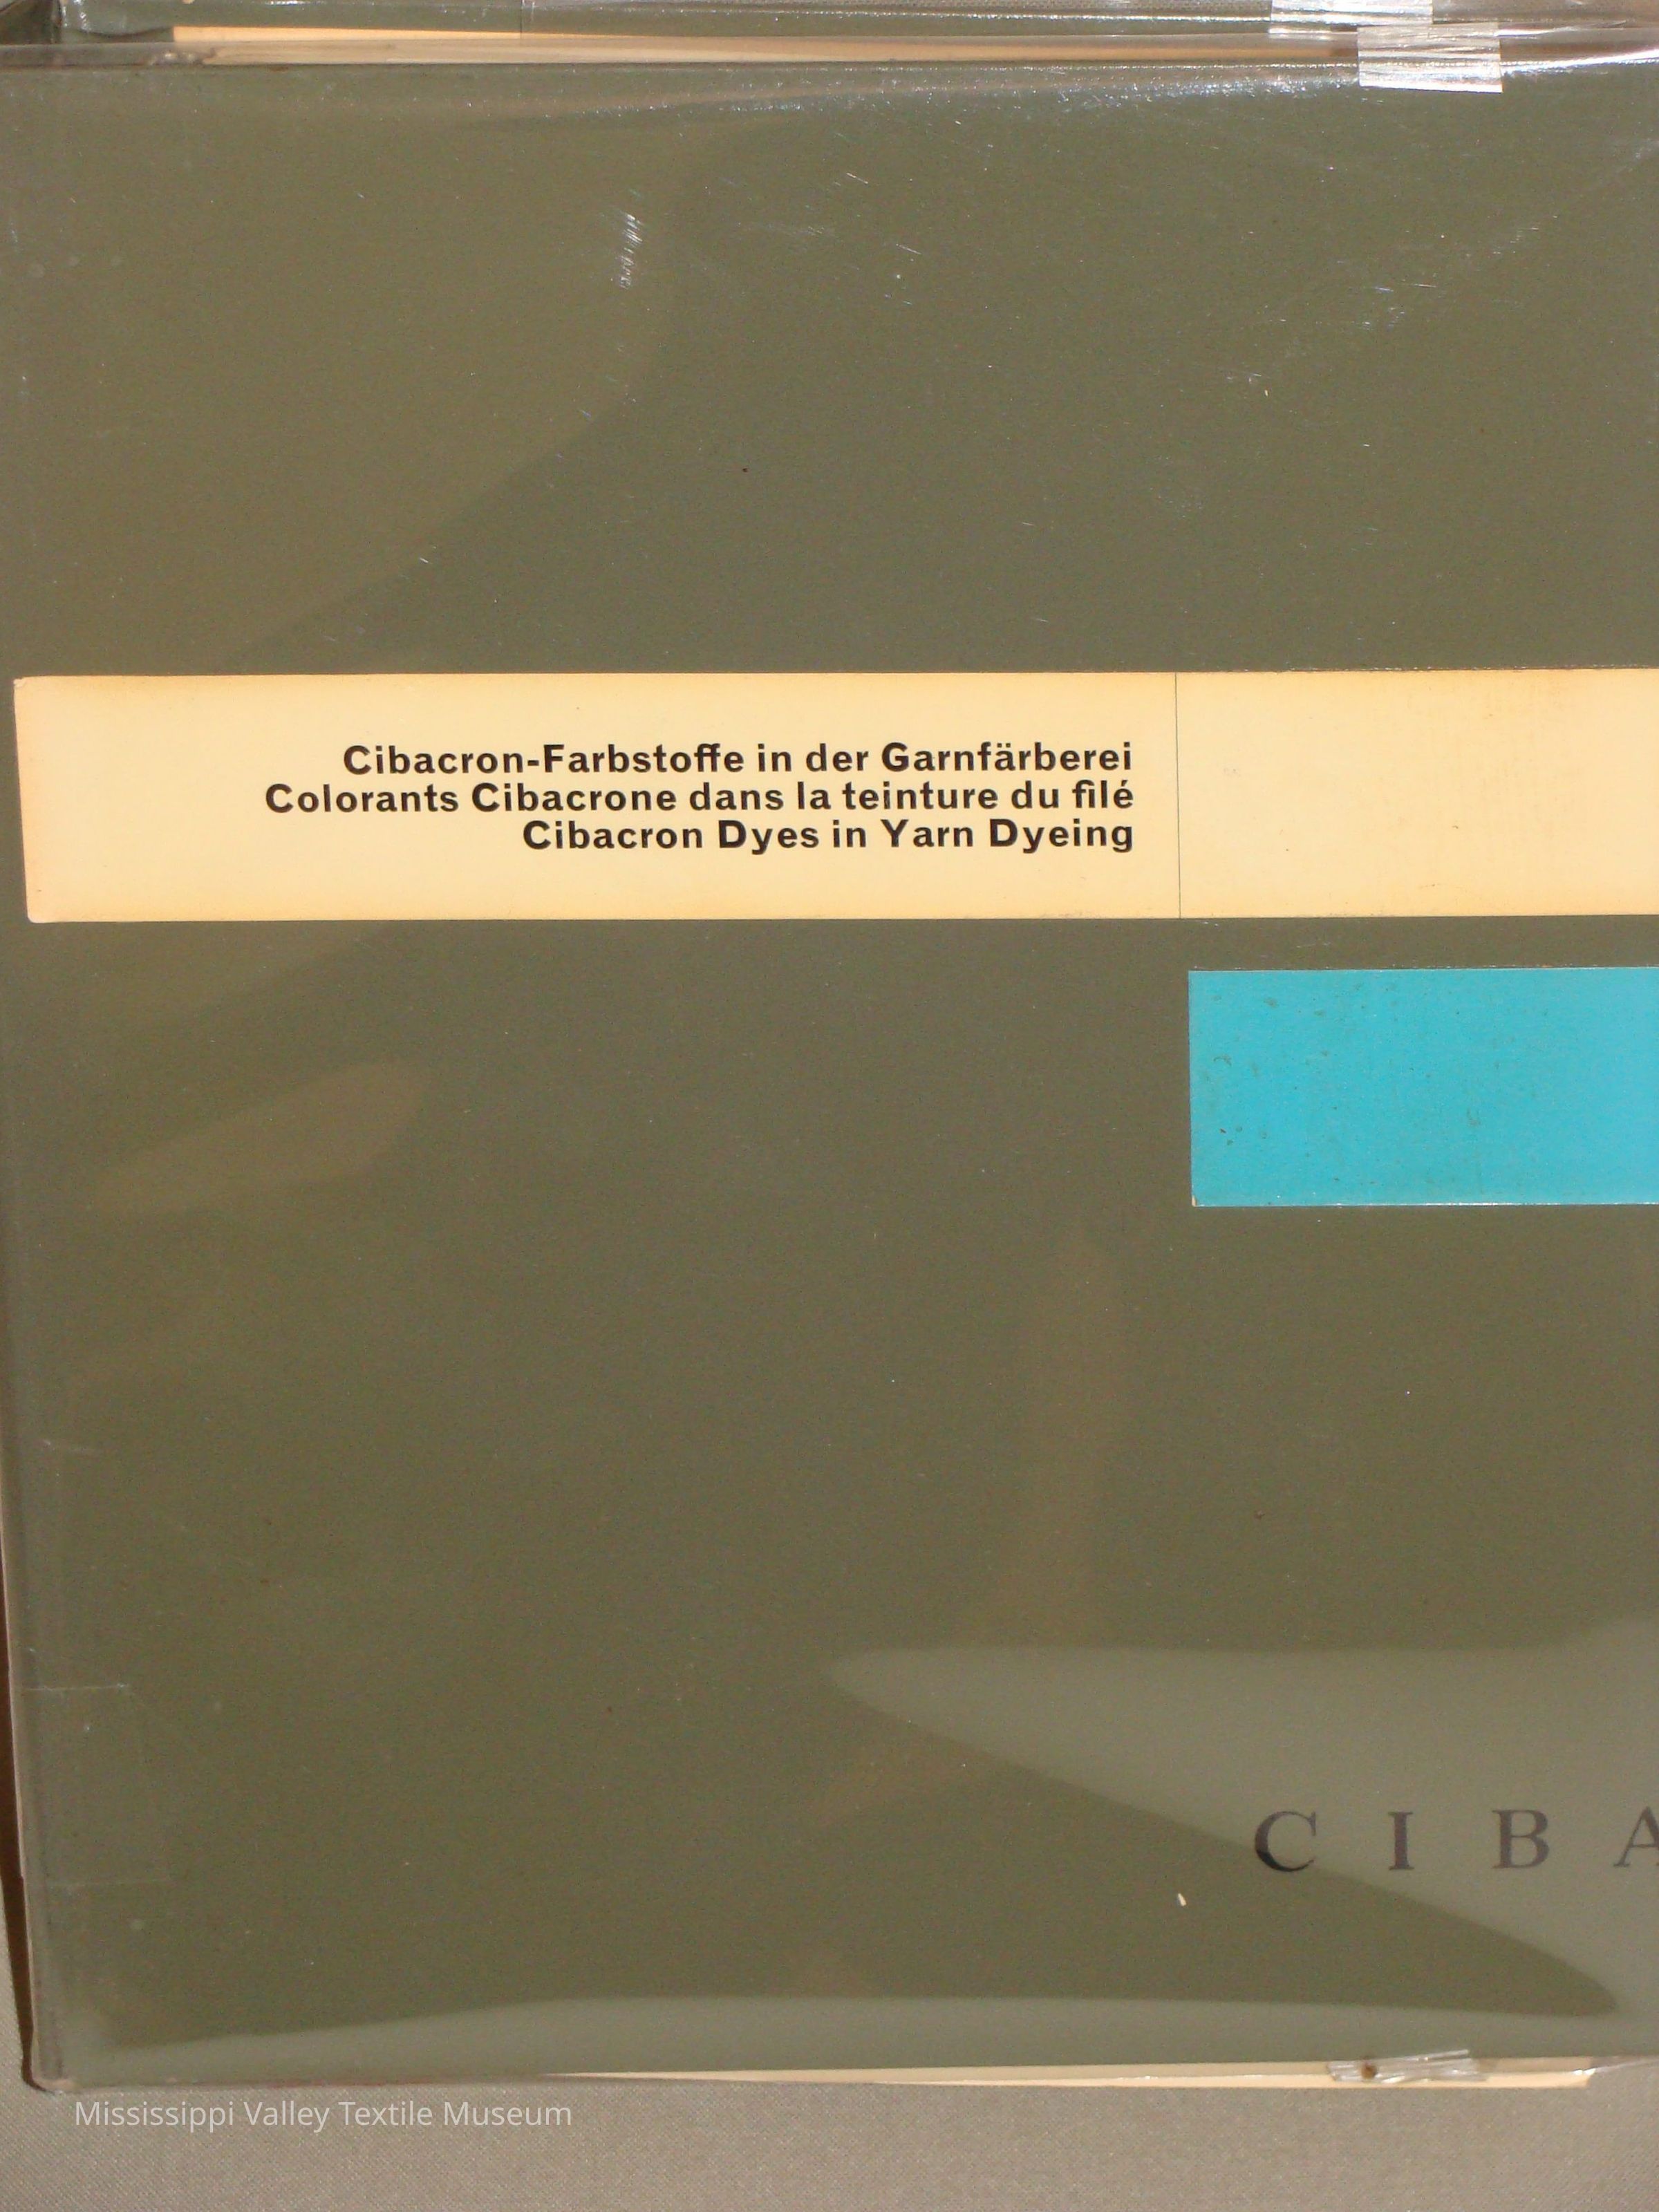 Cibacron-Farbstoffe in der Garnfärberei
Colorants Cibacrone dans la teinture du filé
Cibacron Dyes in Yarn Dyeing
C I B A
Mississippi Valley Textile Museum